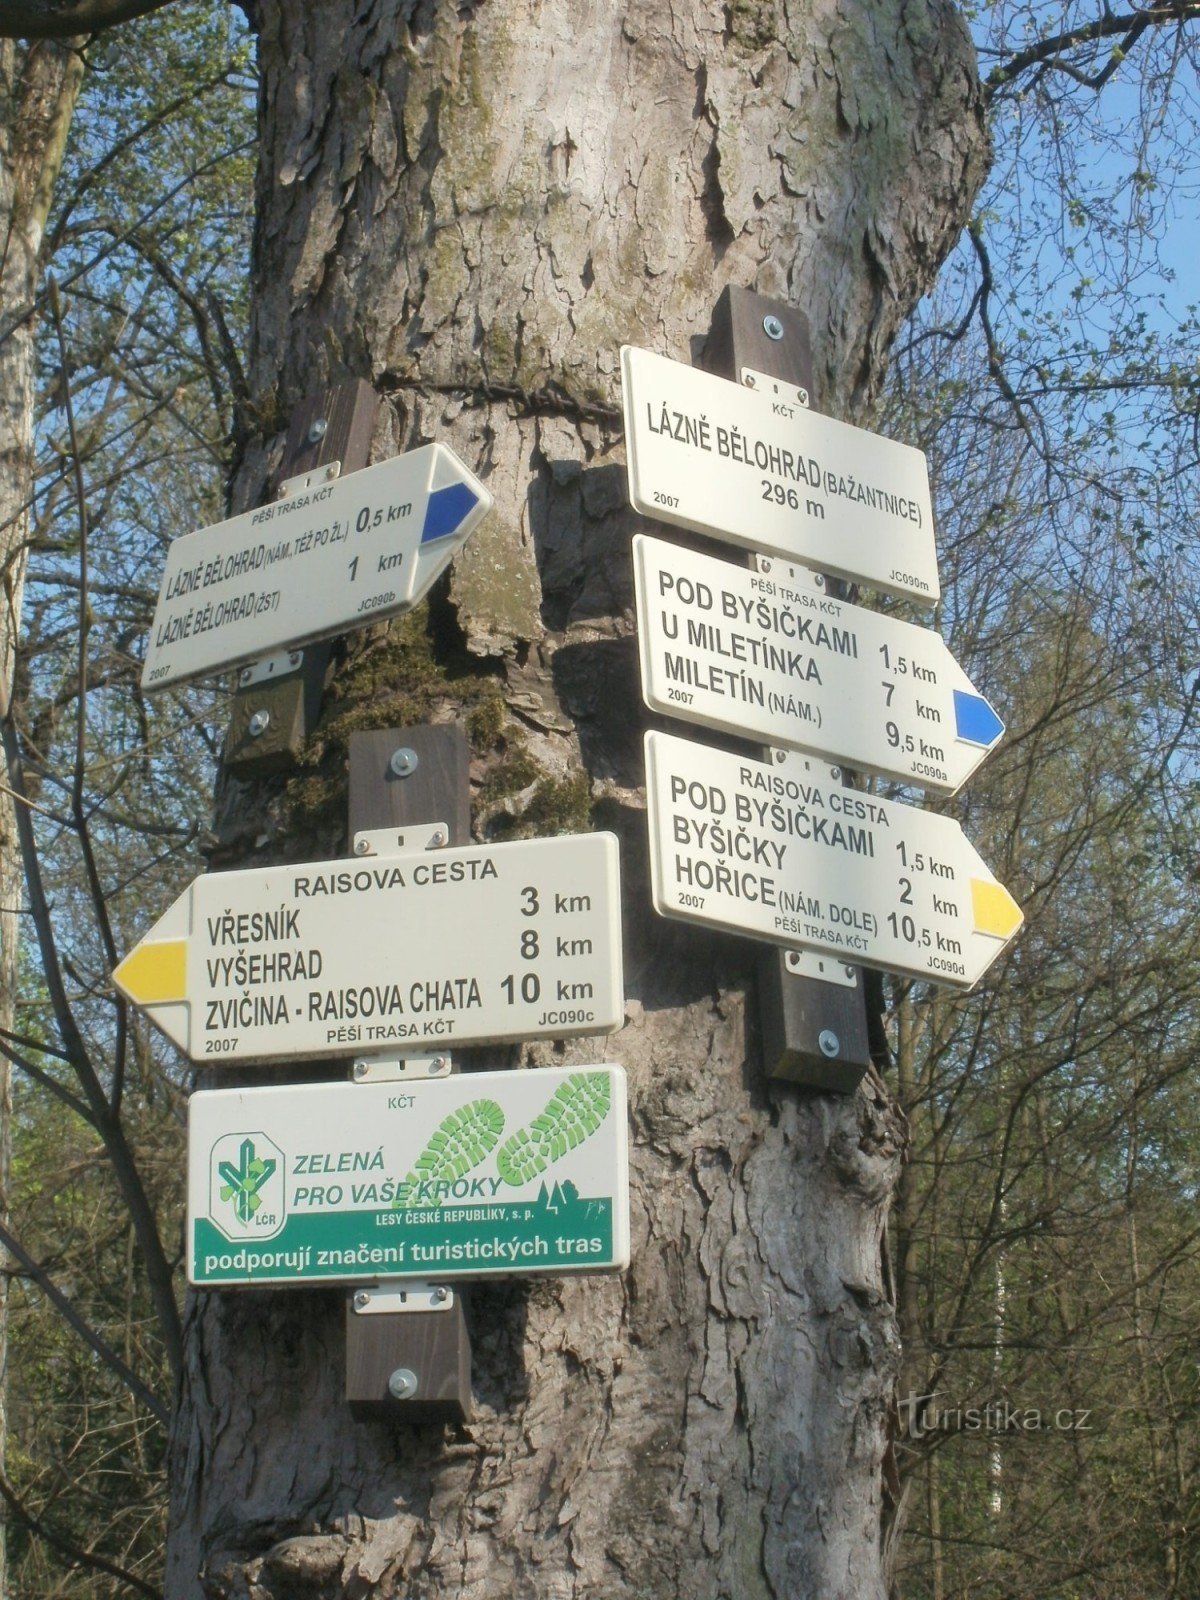 PĚŠÍ TRASA KČT
LÁZNĚ BĚLOHRAD (NÁM., TÉŽ PO ŽL.) 0,5 km
LÁZNĚ BĚLOHRAD (ŽST) 1 km
2007 JC090b
KČT
LÁZNĚ BĚLOHRAD (BAŽANTNICE)
296 m
2007 JC090m
PĚŠÍ TRASA KČT
POD BYŠIČKAMI 1,5 km
U MILETÍNKA 7 km
MILETÍN (NÁM.) 9,5 km
2007 JC090a
RAISOVA CESTA
POD BYŠIČKAMI 1,5 km
BYŠIČKY 2 km
HOŘICE (NÁM. DOLE) 10,5 km
2007 PĚŠÍ TRASA KČT JC090d
RAISOVA CESTA
VŘESNÍK 3 km
VYŠEHRAD 8 km
ZVIČINA - RAISOVA CHATA 10 km
2007 PĚŠÍ TRASA KČT JC090c
KČT
ZELENÁ
PRO VAŠE KROKY
LČR
LESY ČESKÉ REPUBLIKY, s. p.
podporují značení turistických tras
Turistika.cz